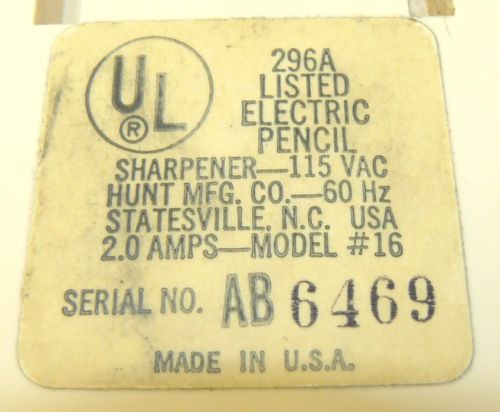 UL®
296A
LISTED
ELECTRIC
PENCIL
SHARPENER—115 VAC
HUNT MFG. CO.—60 Hz
STATESVILLE, N.C. USA
2.0 AMPS—MODEL #16
SERIAL NO. AB 6469
MADE IN U.S.A.